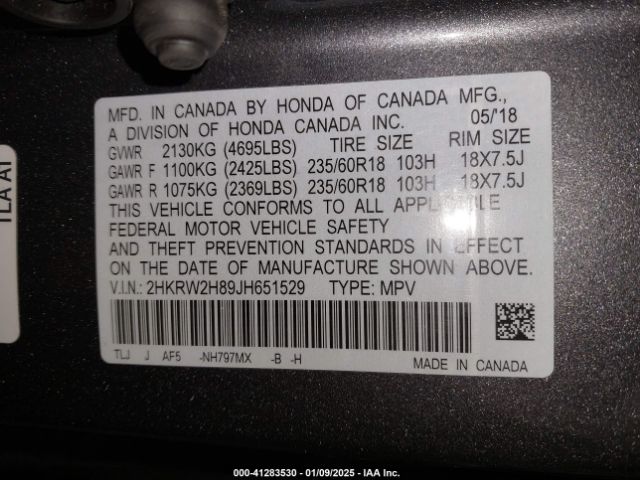 MFD. IN CANADA BY HONDA OF CANADA MFG.,
A DIVISION OF HONDA CANADA INC. 05/'18
GVWR 2130KG (4695LBS) TIRE SIZE RIM SIZE
GAWR F 1100KG (2425LBS) 235/60R18 103H 18X7.5J
GAWR R 1075KG (2369LBS) 235/60R18 103H 18X7.5J
THIS VEHICLE CONFORMS TO ALL APPLICABLE
FEDERAL MOTOR VEHICLE SAFETY
AND THEFT PREVENTION STANDARDS IN EFFECT
ON THE DATE OF MANUFACTURE SHOWN ABOVE.
V.I.N.: 2HKRW2H89JH651529 TYPE: MPV
TLJ J AF5 -NH797MX -B -H
MADE IN CANADA
TLA A1
000-41283530 - 01/09/2025 - IAA Inc.